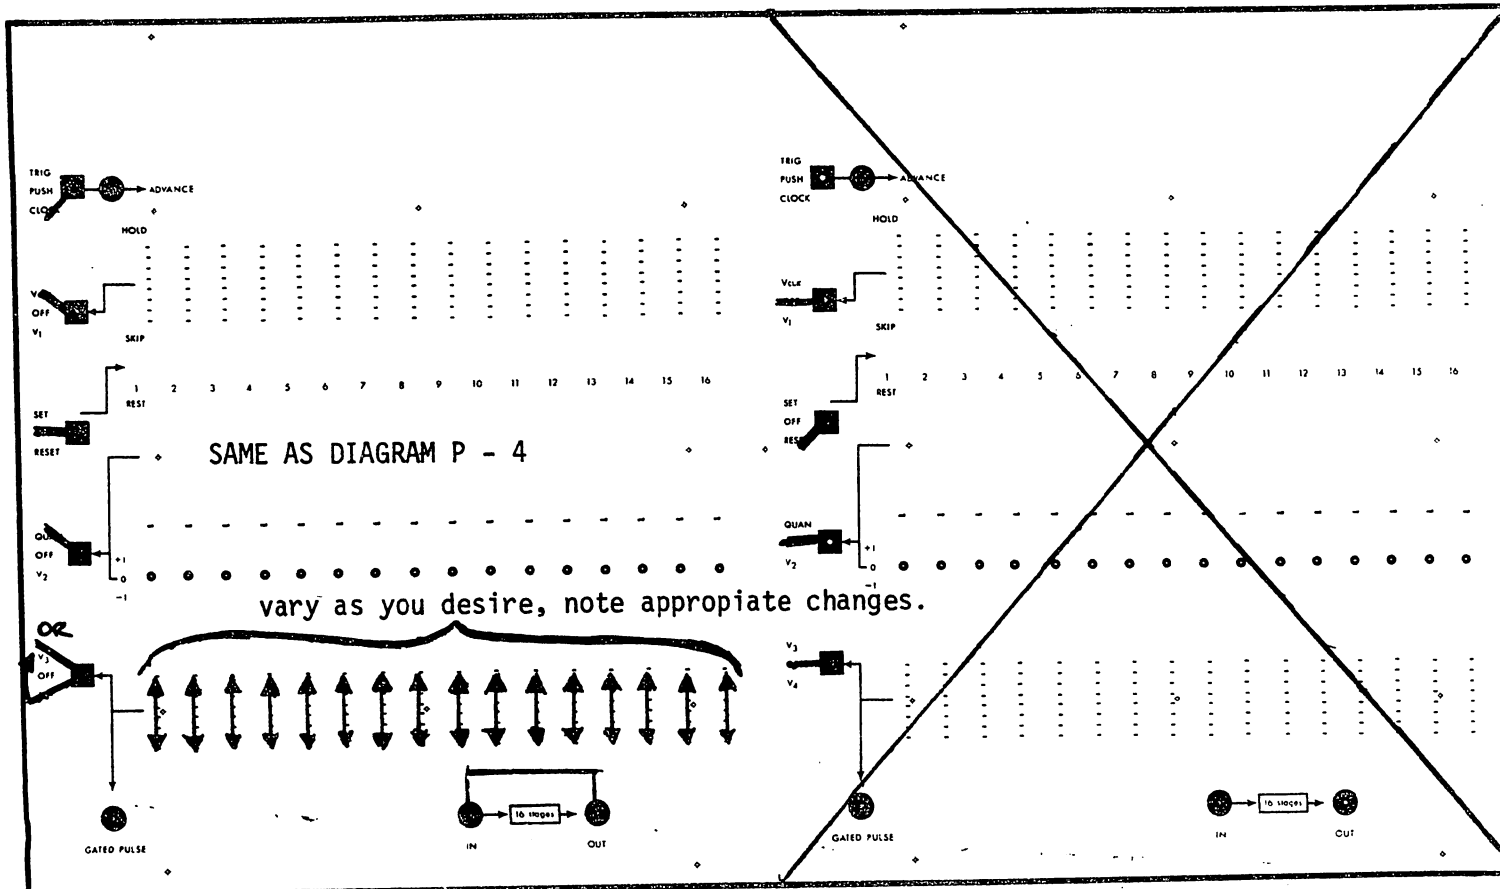 TRIG
PUSH
CLOCK
ADVANCE
HOLD
OFF
V1
SKIP
1 2 3 4 5 6 7 8 9 10 11 12 13 14 15 16
REST
SET
RESET
SAME AS DIAGRAM P - 4
OFF
V2
+1
0
-1
vary as you desire, note appropiate changes.
OR
V3
OFF
GATED PULSE
IN
16 stages
OUT
TRIG
PUSH
CLOCK
ADVANCE
HOLD
VCLK
V1
SKIP
1 2 3 4 5 6 7 8 9 10 11 12 13 14 15 16
REST
SET
OFF
QUAN
V2
+1
0
-1
V3
V4
GATED PULSE
IN
16 stages
OUT